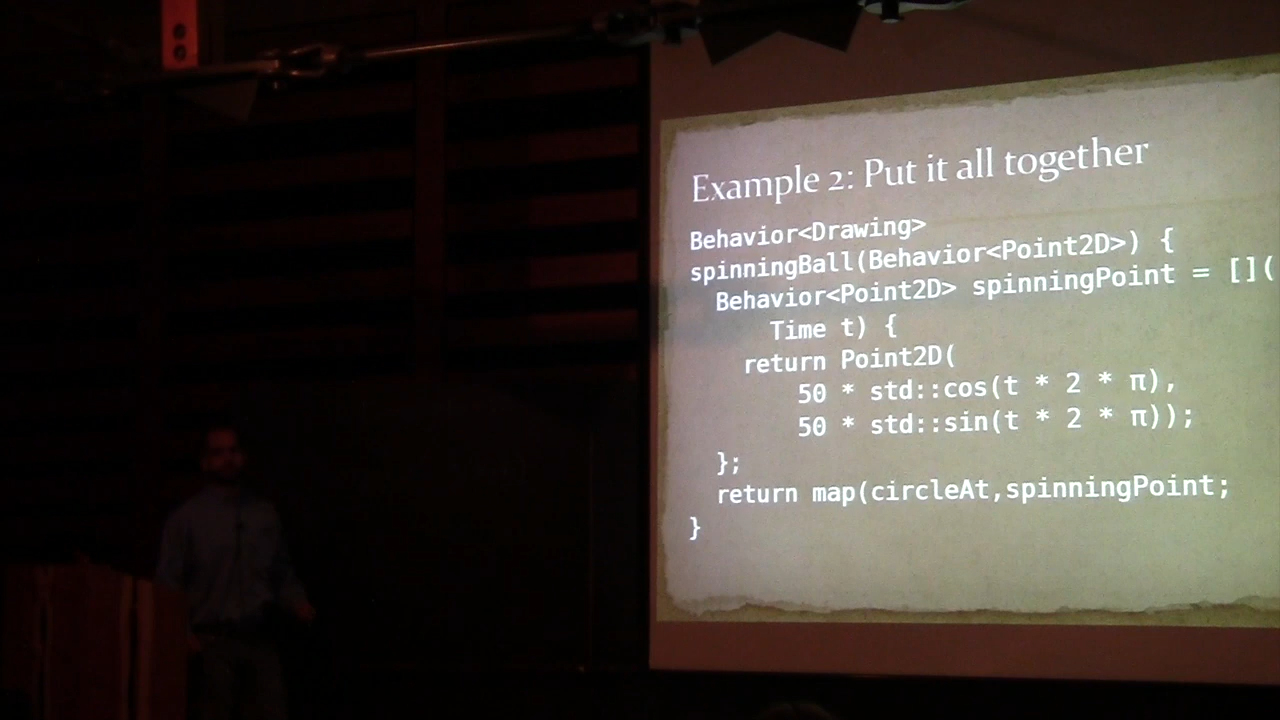 Example 2: Put it all together
Behavior<Drawing>
spinningBall(Behavior<Point2D>) {
Behavior<Point2D> spinningPoint = [](
Time t) {
return Point2D(
50 * std::cos(t * 2 * π),
50 * std::sin(t * 2 * π));
};
return map(circleAt,spinningPoint;
}